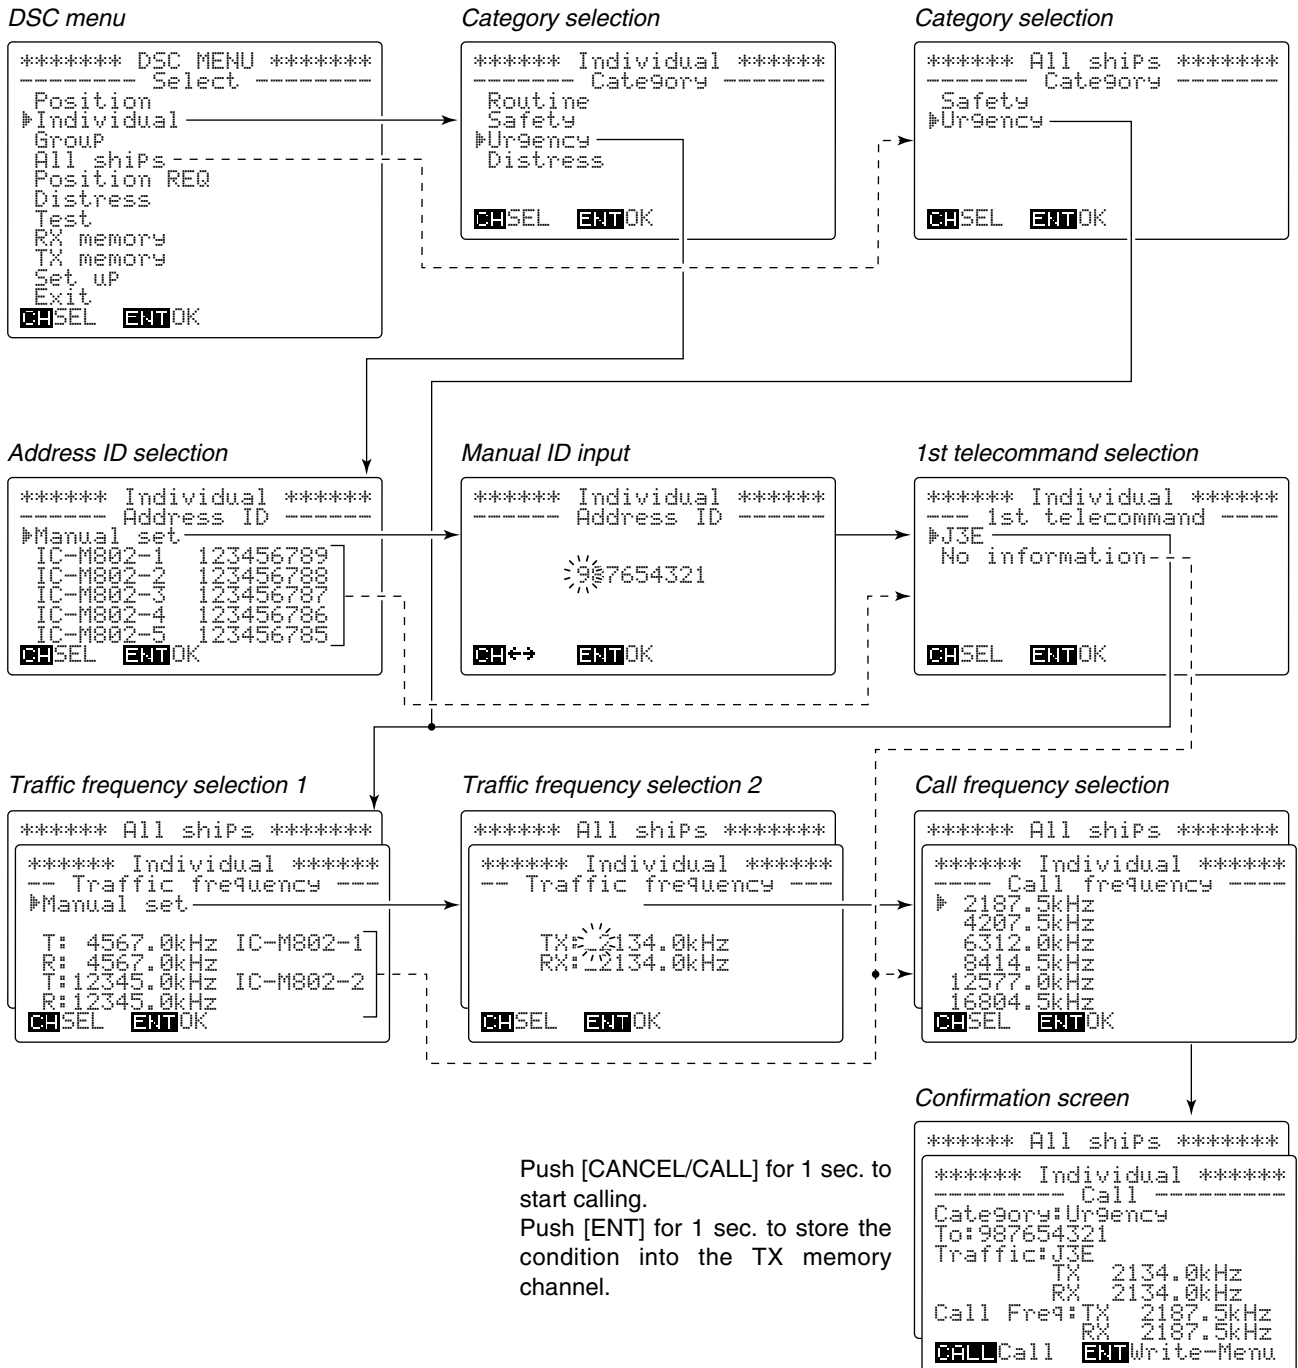 DSC menu
******* DSC MENU *******
-------- Select --------
Position
Individual
Group
All ships
Position REQ
Distress
Test
RX memory
TX memory
Set up
Exit
CH SEL ENT OK
Category selection
****** Individual ******
------- Category -------
Routine
Safety
Urgency
Distress
CH SEL ENT OK
Category selection
****** All ships *******
------- Category -------
Safety
Urgency
CH SEL ENT OK
Address ID selection
****** Individual ******
------ Address ID ------
Manual set
IC-M802-1 123456789
IC-M802-2 123456788
IC-M802-3 123456787
IC-M802-4 123456786
IC-M802-5 123456785
CH SEL ENT OK
Manual ID input
****** Individual ******
------ Address ID ------
987654321
CH ←→ ENT OK
1st telecommand selection
****** Individual ******
--- 1st telecommand ----
J3E
No information
CH SEL ENT OK
Traffic frequency selection 1
****** All ships *******
****** Individual ******
-- Traffic frequency ---
Manual set
T: 4567.0kHz IC-M802-1
R: 4567.0kHz
T:12345.0kHz IC-M802-2
R:12345.0kHz
CH SEL ENT OK
Traffic frequency selection 2
****** All ships *******
****** Individual ******
-- Traffic frequency ---
TX:_2134.0kHz
RX:_2134.0kHz
CH SEL ENT OK
Call frequency selection
****** All ships *******
****** Individual ******
---- Call frequency ----
2187.5kHz
4207.5kHz
6312.0kHz
8414.5kHz
12577.0kHz
16804.5kHz
CH SEL ENT OK
Confirmation screen
****** All ships *******
****** Individual ******
--------- Call ---------
Category:Urgency
To:987654321
Traffic:J3E
TX 2134.0kHz
RX 2134.0kHz
Call Freq:TX 2187.5kHz
RX 2187.5kHz
CALL Call ENT Write-Menu
Push [CANCEL/CALL] for 1 sec. to
start calling.
Push [ENT] for 1 sec. to store the
condition into the TX memory
channel.